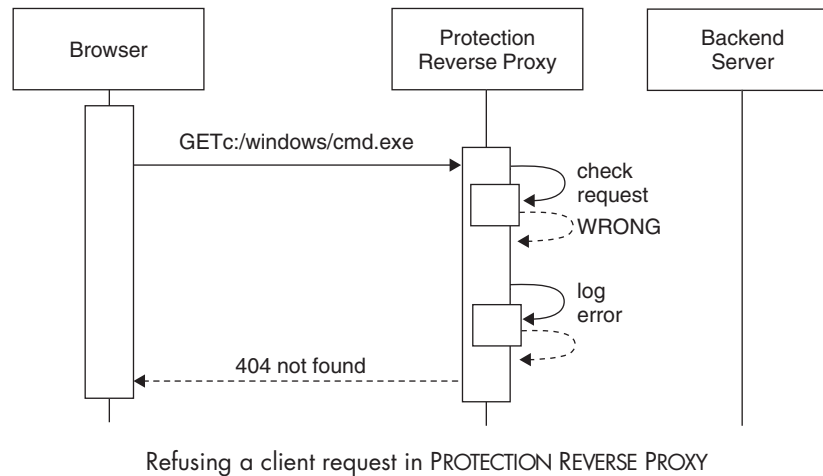 Browser
Protection
Reverse Proxy
Backend
Server
GETc:/windows/cmd.exe
check
request
WRONG
log
error
404 not found
Refusing a client request in PROTECTION REVERSE PROXY